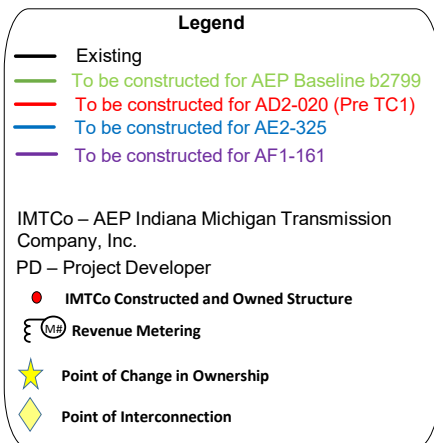 Legend
Existing
To be constructed for AEP Baseline b2799
To be constructed for AD2-020 (Pre TC1)
To be constructed for AE2-325
To be constructed for AF1-161
IMTCo – AEP Indiana Michigan Transmission
Company, Inc.
PD – Project Developer
IMTCo Constructed and Owned Structure
M# Revenue Metering
Point of Change in Ownership
Point of Interconnection